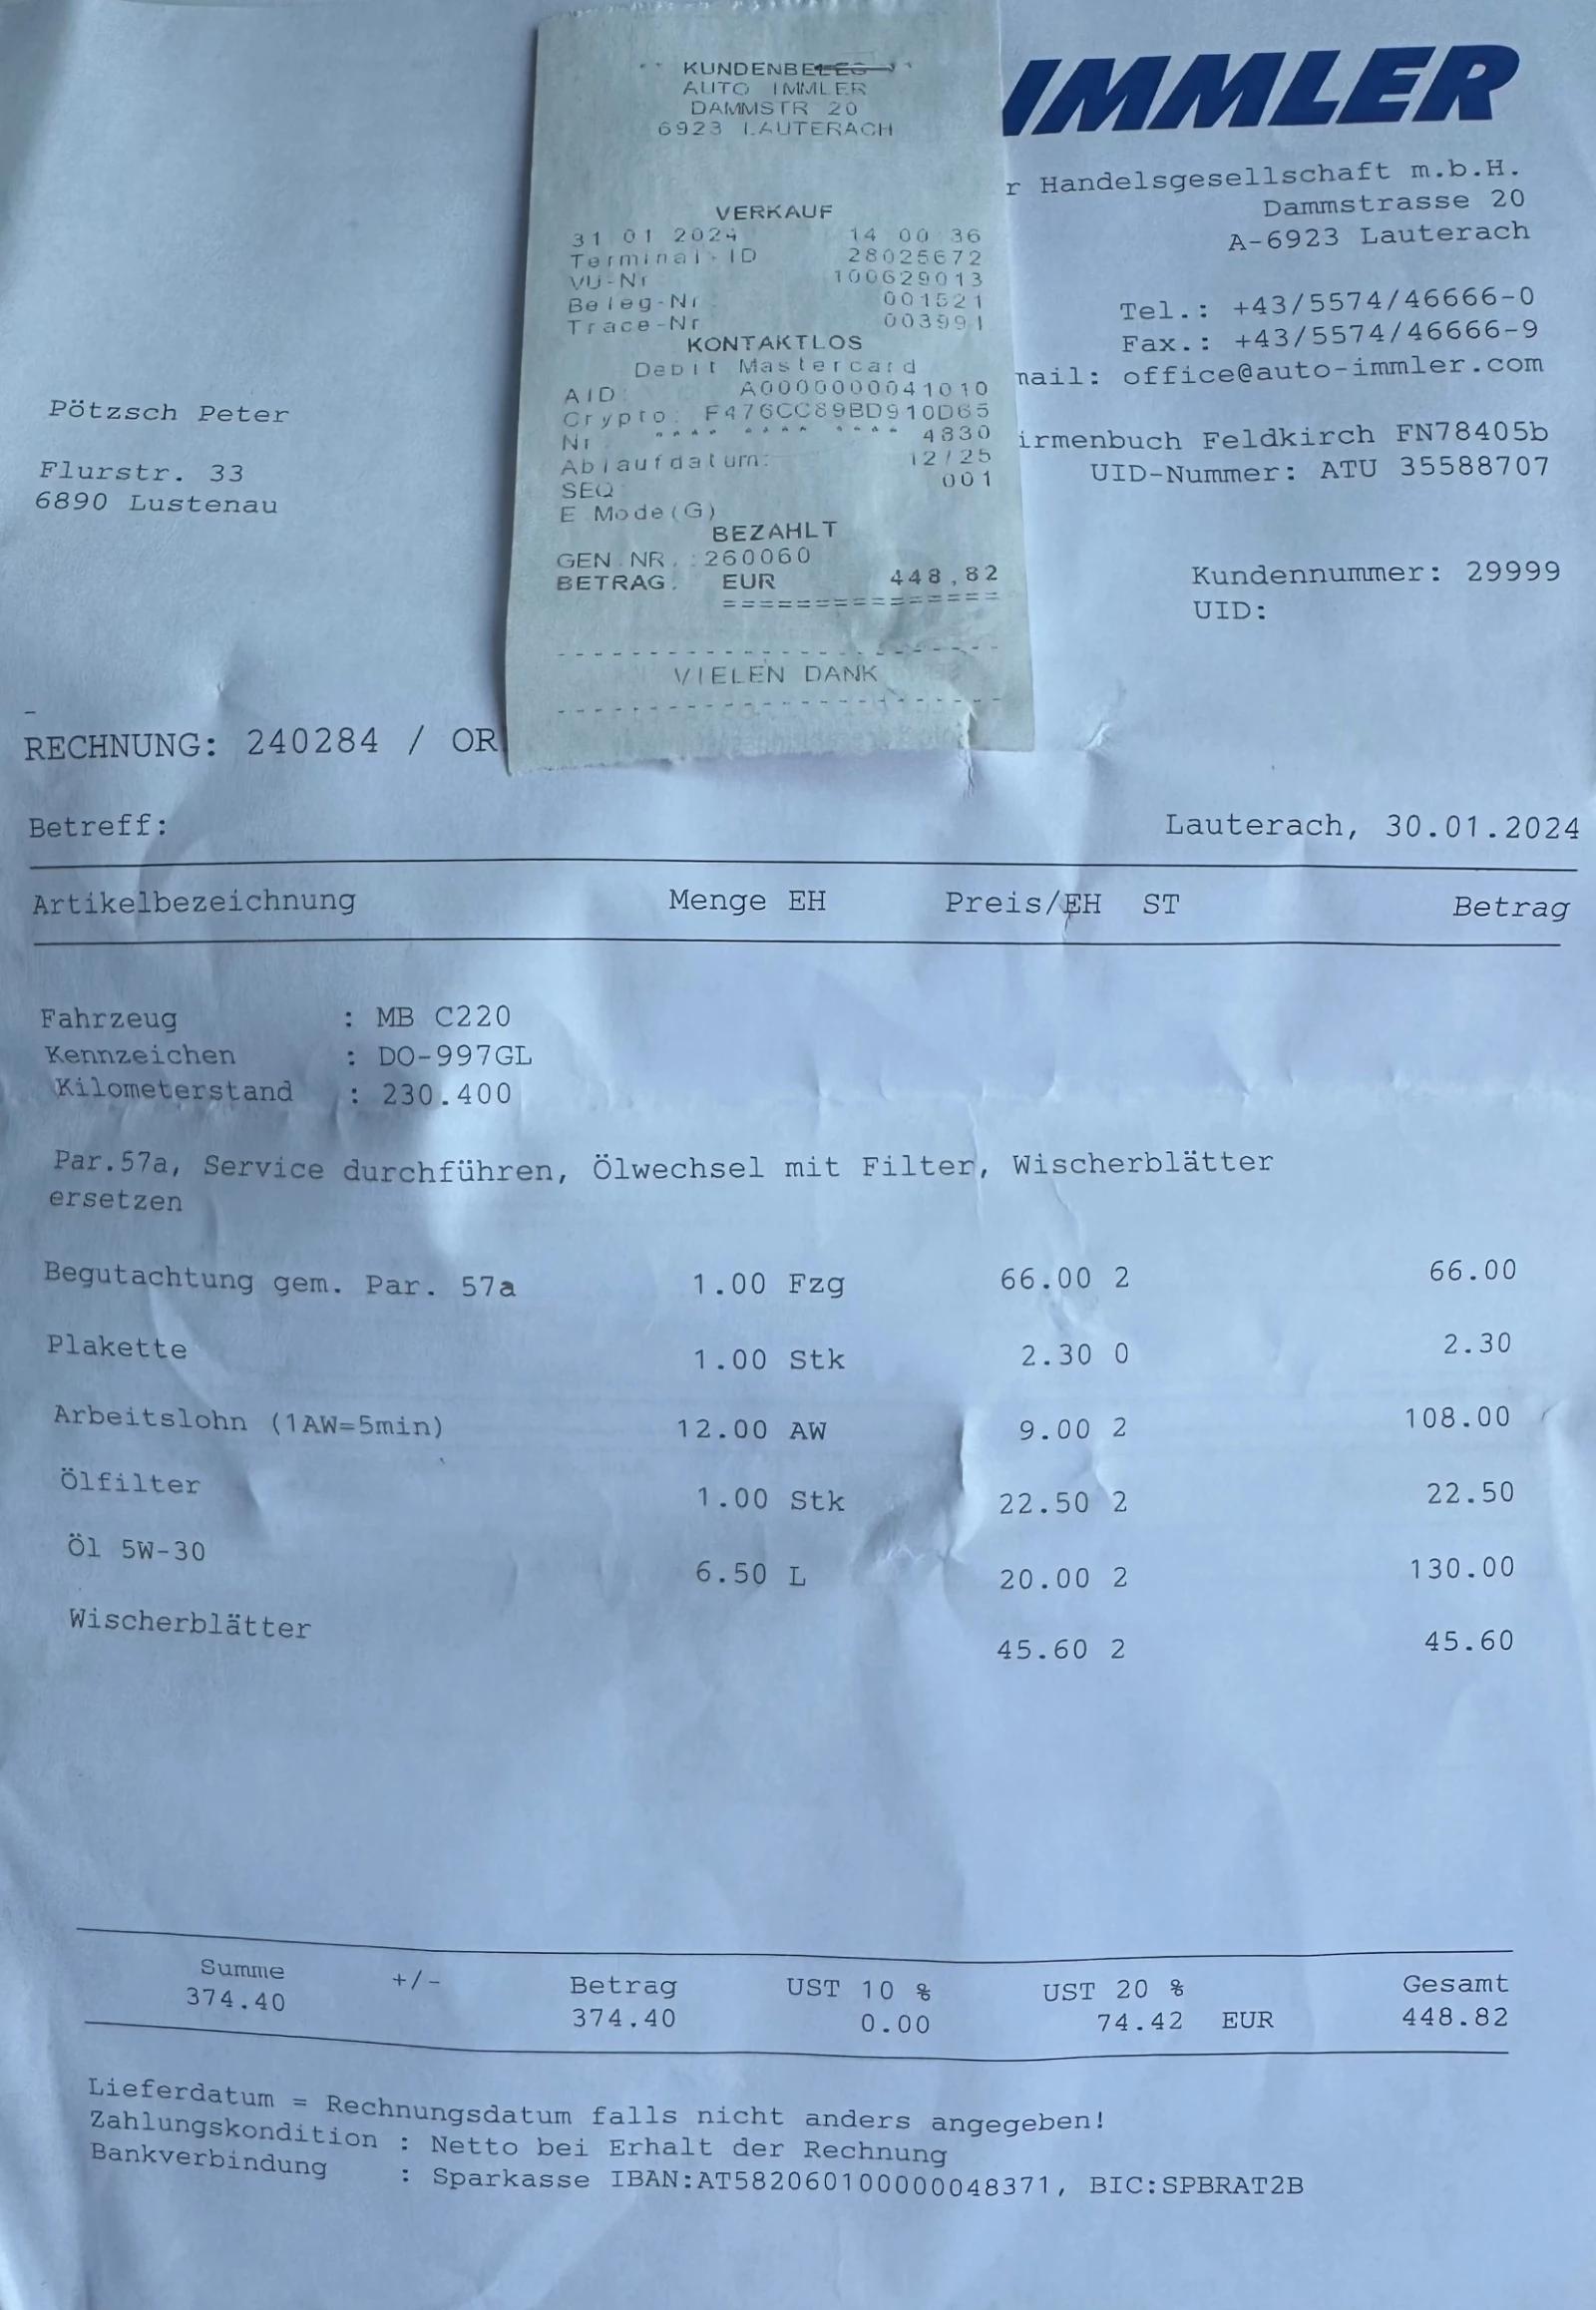 KUNDENBELEG
AUTO IMMLER
DAMMSTR 20
6923 LAUTERACH
VERKAUF
31 01 2024 14 00 36
Terminal-ID 28025672
VU-Nr 100629013
Beleg-Nr 001521
Trace-Nr 003991
KONTAKTLOS
Debit Mastercard
AID: A0000000041010
Crypto: F476CC89BD910D65
Nr **** **** **** 4830
Ablaufdatum: 12/25
SEQ 001
E Mode(G)
BEZAHLT
GEN.NR.:260060
BETRAG. EUR 448,82
===============
VIELEN DANK
IMMLER
r Handelsgesellschaft m.b.H.
Dammstrasse 20
A-6923 Lauterach
Tel.: +43/5574/46666-0
Fax.: +43/5574/46666-9
mail: office@auto-immler.com
irmenbuch Feldkirch FN78405b
UID-Nummer: ATU 35588707
Pötzsch Peter
Flurstr. 33
6890 Lustenau
Kundennummer: 29999
UID:
RECHNUNG: 240284 / OR
Betreff: Lauterach, 30.01.2024
Artikelbezeichnung Menge EH Preis/EH ST Betrag
Fahrzeug : MB C220
Kennzeichen : DO-997GL
Kilometerstand : 230.400
Par.57a, Service durchführen, Ölwechsel mit Filter, Wischerblätter
ersetzen
Begutachtung gem. Par. 57a 1.00 Fzg 66.00 2 66.00
Plakette 1.00 Stk 2.30 0 2.30
Arbeitslohn (1AW=5min) 12.00 AW 9.00 2 108.00
Ölfilter 1.00 Stk 22.50 2 22.50
Öl 5W-30 6.50 L 20.00 2 130.00
Wischerblätter 45.60 2 45.60
Summe +/- Betrag UST 10 % UST 20 % Gesamt
374.40 374.40 0.00 74.42 EUR 448.82
Lieferdatum = Rechnungsdatum falls nicht anders angegeben!
Zahlungskondition : Netto bei Erhalt der Rechnung
Bankverbindung : Sparkasse IBAN:AT582060100000048371, BIC:SPBRAT2B